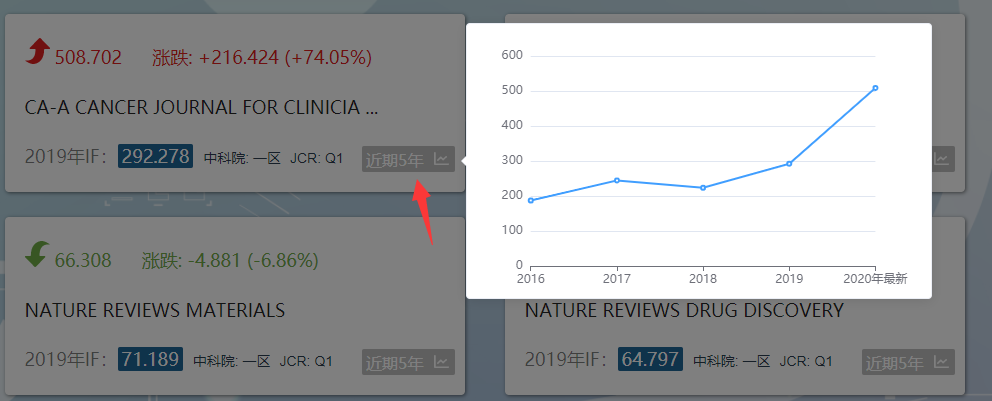 508.702 涨跌: +216.424 (+74.05%)
CA-A CANCER JOURNAL FOR CLINICIA ...
2019年IF: 292.278 中科院: 一区 JCR: Q1 近期5年
600
500
400
300
200
100
0
2016 2017 2018 2019 2020年最新
66.308 涨跌: -4.881 (-6.86%)
NATURE REVIEWS MATERIALS
2019年IF: 71.189 中科院: 一区 JCR: Q1 近期5年
NATURE REVIEWS DRUG DISCOVERY
2019年IF: 64.797 中科院: 一区 JCR: Q1 近期5年